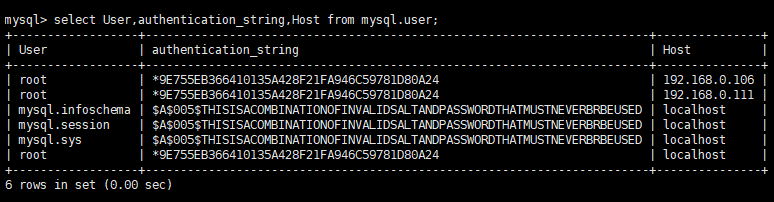 mysql> select User,authentication_string,Host from mysql.user;
+------------------+------------------------------------------------------------------------+---------------+
| User             | authentication_string                                                  | Host          |
+------------------+------------------------------------------------------------------------+---------------+
| root             | *9E755EB366410135A428F21FA946C59781D80A24                              | 192.168.0.106 |
| root             | *9E755EB366410135A428F21FA946C59781D80A24                              | 192.168.0.111 |
| mysql.infoschema | $A$005$THISISACOMBINATIONOFINVALIDSALTANDPASSWORDTHATMUSTNEVERBRBEUSED | localhost     |
| mysql.session    | $A$005$THISISACOMBINATIONOFINVALIDSALTANDPASSWORDTHATMUSTNEVERBRBEUSED | localhost     |
| mysql.sys        | $A$005$THISISACOMBINATIONOFINVALIDSALTANDPASSWORDTHATMUSTNEVERBRBEUSED | localhost     |
| root             | *9E755EB366410135A428F21FA946C59781D80A24                              | localhost     |
+------------------+------------------------------------------------------------------------+---------------+
6 rows in set (0.00 sec)